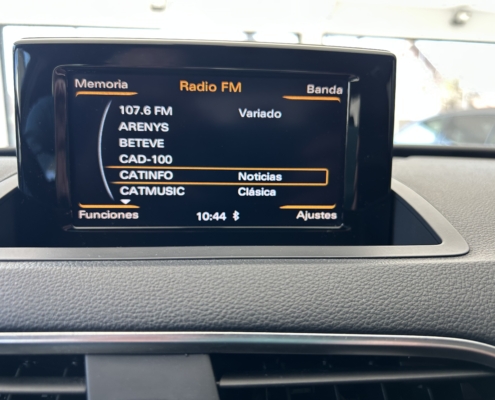 Memoria Radio FM Banda
107.6 FM Variado
ARENYS
BETEVE
CAD-100
CATINFO Noticias
CATMUSIC Clásica
Funciones 10:44 Ajustes